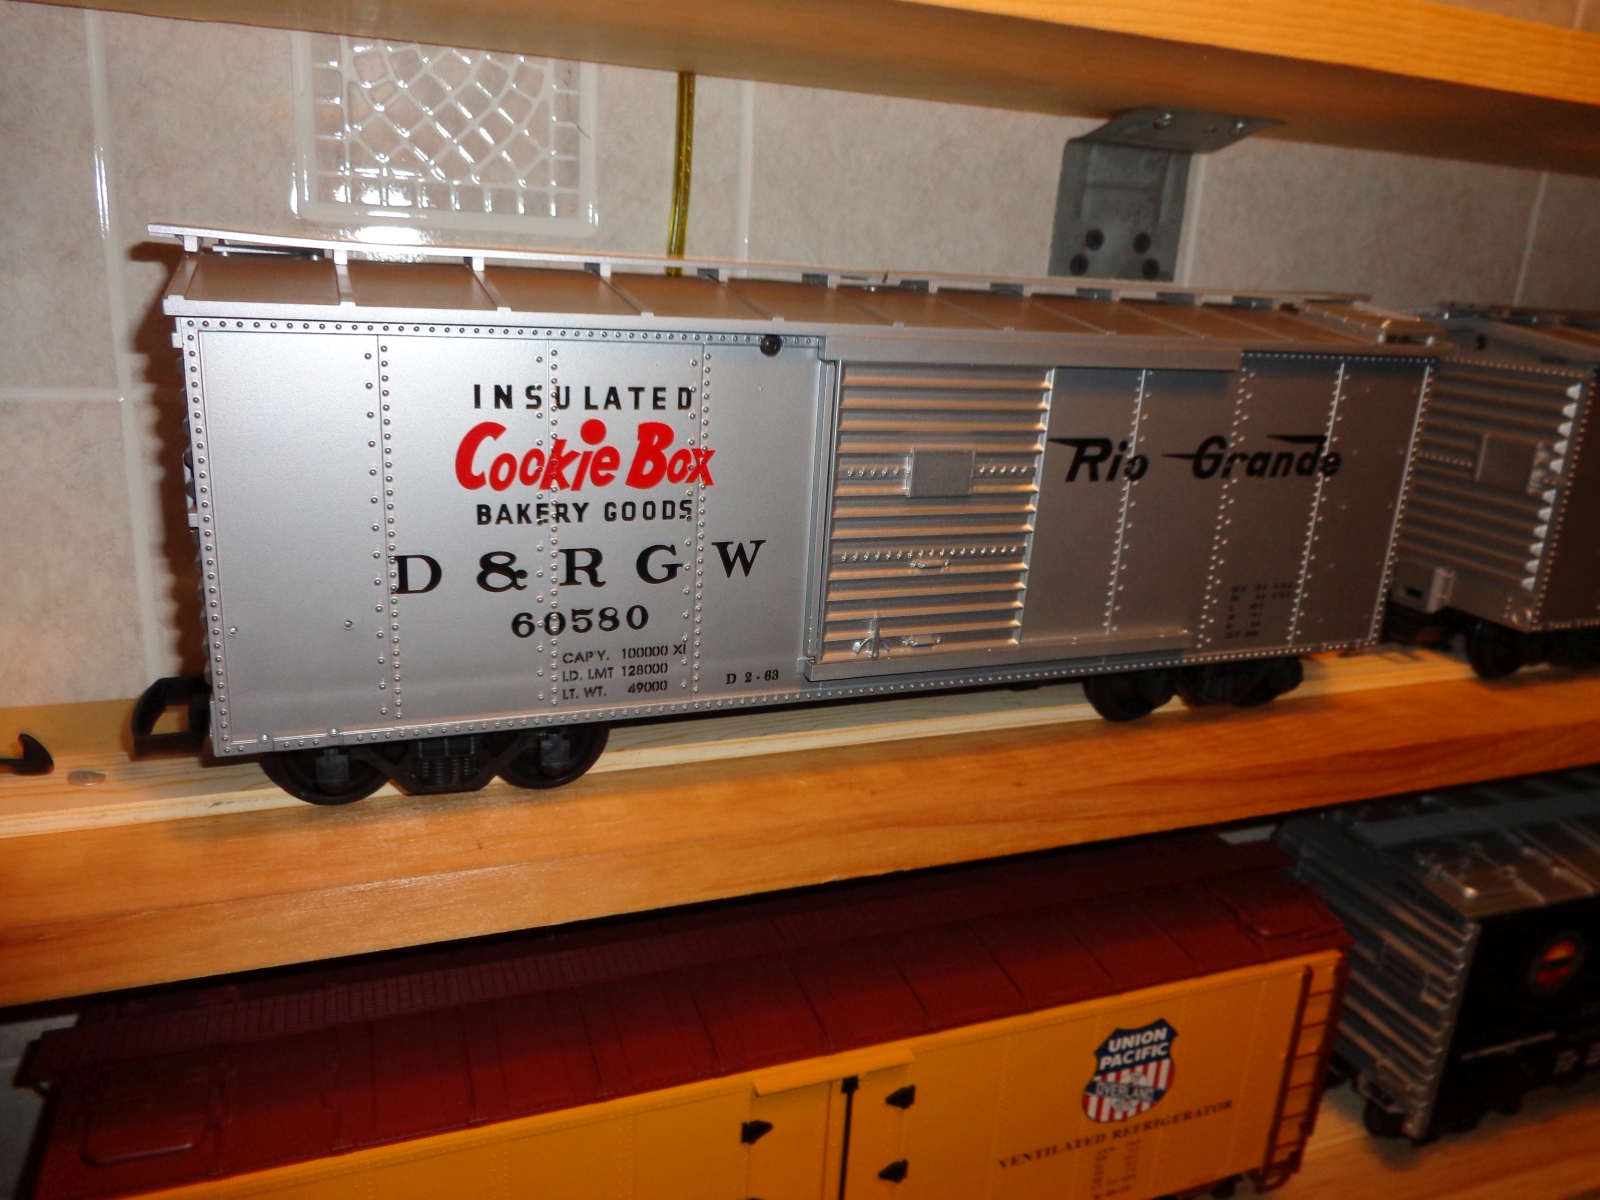 INSULATED
Cookie Box
BAKERY GOODS
D & R G W
60580
CAP'Y. 100000 XI
LD. LMT 128000
LT. WT. 49000
D 2-63
Rio Grande
UNION
PACIFIC
OVERLAND
VENTILATED REFRIGERATOR